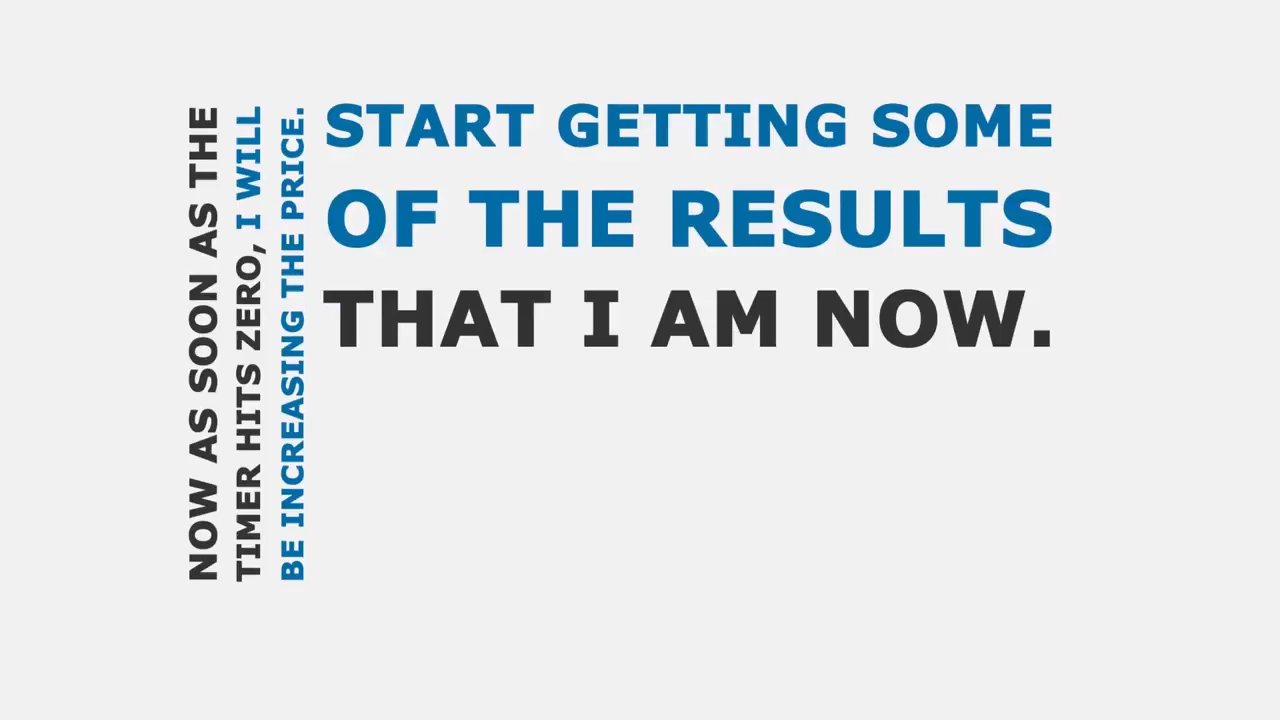 NOW AS SOON AS THE
TIMER HITS ZERO, I WILL
BE INCREASING THE PRICE.
START GETTING SOME
OF THE RESULTS
THAT I AM NOW.